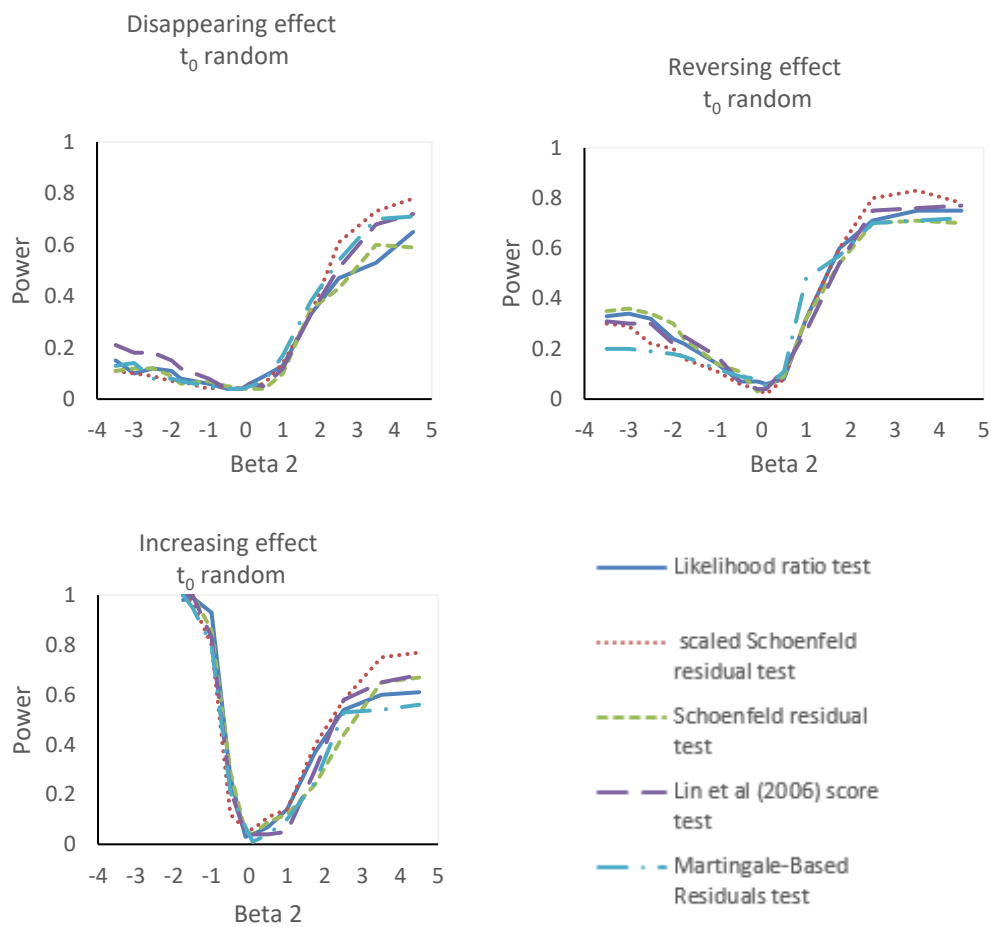 Disappearing effect
t0 random
1
0.8
0.6
0.4
0.2
0
Power
-4 -3 -2 -1 0 1 2 3 4 5
Beta 2
Reversing effect
t0 random
1
0.8
0.6
0.4
0.2
0
Power
-4 -3 -2 -1 0 1 2 3 4 5
Beta 2
Increasing effect
t0 random
1
0.8
0.6
0.4
0.2
0
Power
-4 -3 -2 -1 0 1 2 3 4 5
Beta 2
Likelihood ratio test
scaled Schoenfeld
residual test
Schoenfeld residual
test
Lin et al (2006) score
test
Martingale-Based
Residuals test